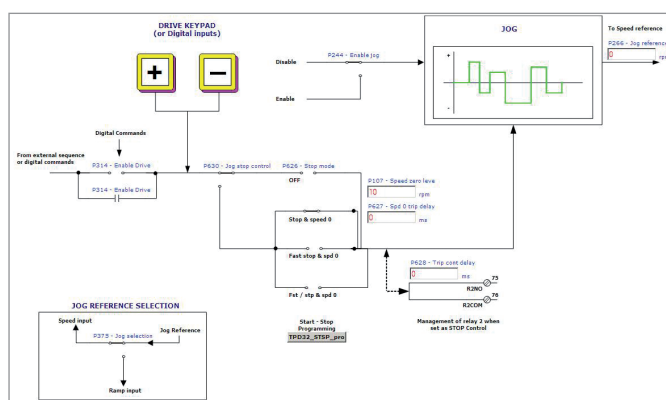 DRIVE KEYPAD
(or Digital inputs)
+
−
JOG
+
-
To Speed reference
P266 - Jog reference
0
rpm
P244 - Enable jog
Disable
Enable
Digital Commands
From external sequence
or digital commands
P314 - Enable Drive
P314 - Enable Drive
P630 - Jog stop control
P626 - Stop mode
OFF
P107 - Speed zero leve
10
rpm
P627 - Spd 0 trip delay
0
ms
Stop & speed 0
Fast stop & spd 0
Fst / stp & spd 0
P628 - Trip cont delay
0
ms
75
R2NO
76
R2COM
Management of relay 2 when
set as STOP Control
Start - Stop
Programming
TPD32_STSP_pro
JOG REFERENCE SELECTION
Speed input
Jog Reference
P375 - Jog selection
Ramp input